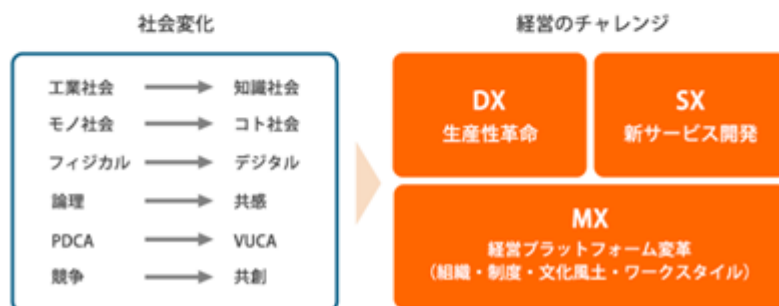 社会変化
工業社会 知識社会
モノ社会 コト社会
フィジカル デジタル
論理 共感
PDCA VUCA
競争 共創
経営のチャレンジ
DX
生産性革命
SX
新サービス開発
MX
経営プラットフォーム変革
（組織・制度・文化風土・ワークスタイル）